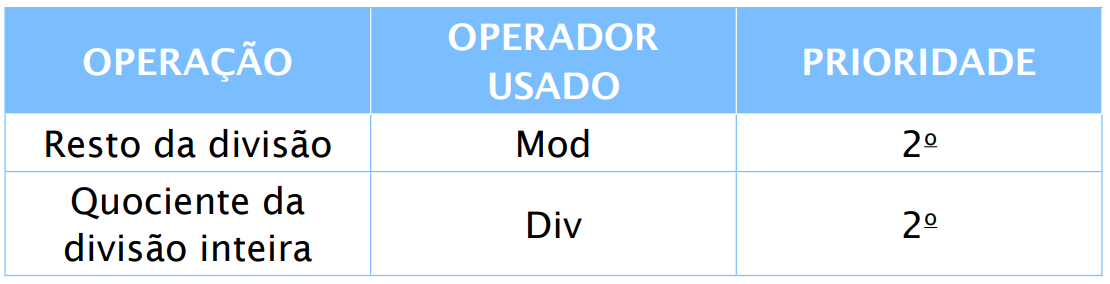 OPERAÇÃO
OPERADOR
USADO
PRIORIDADE
Resto da divisão
Mod
2º
Quociente da
divisão inteira
Div
2º